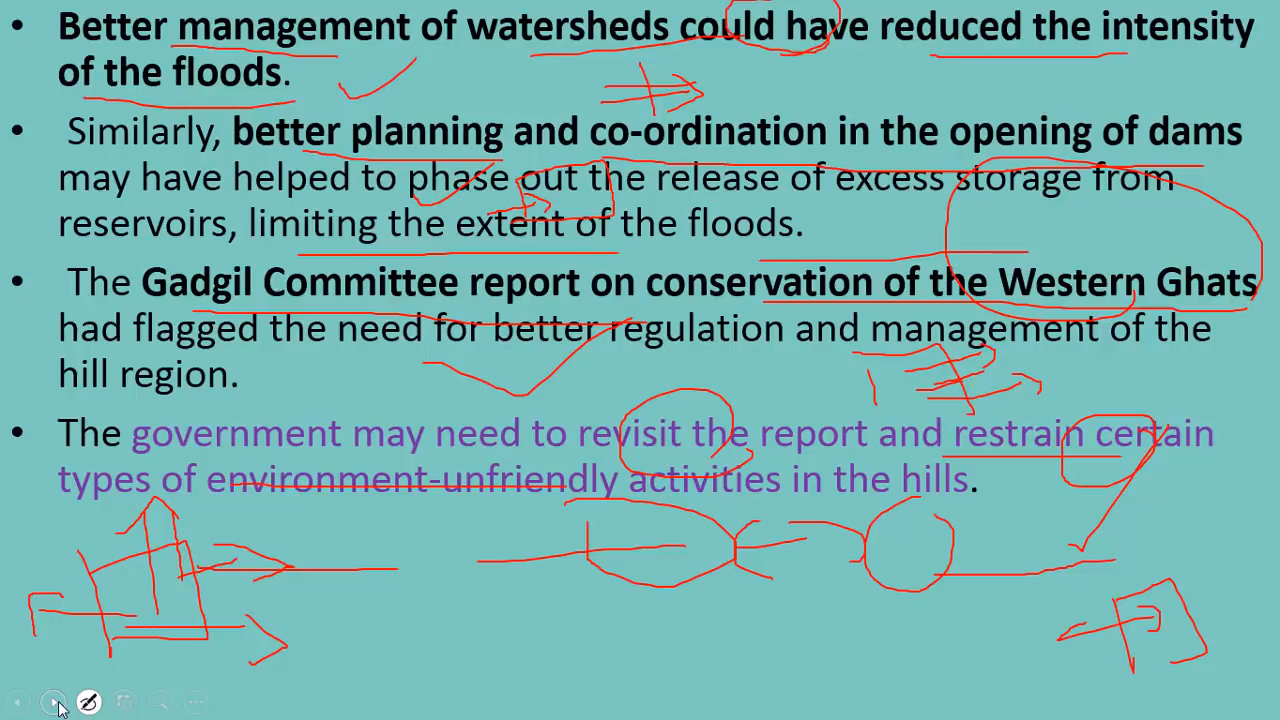 • Better management of watersheds could have reduced the intensity
of the floods.
• Similarly, better planning and co-ordination in the opening of dams
may have helped to phase out the release of excess storage from
reservoirs, limiting the extent of the floods.
• The Gadgil Committee report on conservation of the Western Ghats
had flagged the need for better regulation and management of the
hill region.
• The government may need to revisit the report and restrain certain
types of environment-unfriendly activities in the hills.